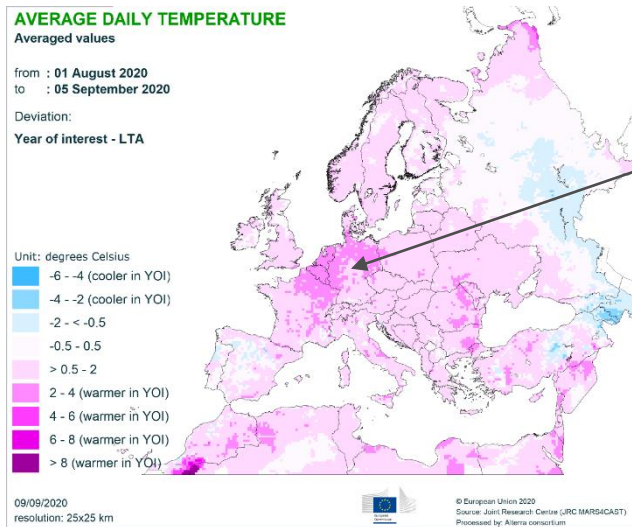 AVERAGE DAILY TEMPERATURE
Averaged values
from : 01 August 2020
to : 05 September 2020
Deviation:
Year of interest - LTA
Unit: degrees Celsius
-6 - -4 (cooler in YOI)
-4 - -2 (cooler in YOI)
-2 - < -0.5
-0.5 - 0.5
> 0.5 - 2
2 - 4 (warmer in YOI)
4 - 6 (warmer in YOI)
6 - 8 (warmer in YOI)
> 8 (warmer in YOI)
09/09/2020
resolution: 25x25 km
© European Union 2020
Source: Joint Research Centre (JRC MARS4CAST)
Processed by: Alterra consortium